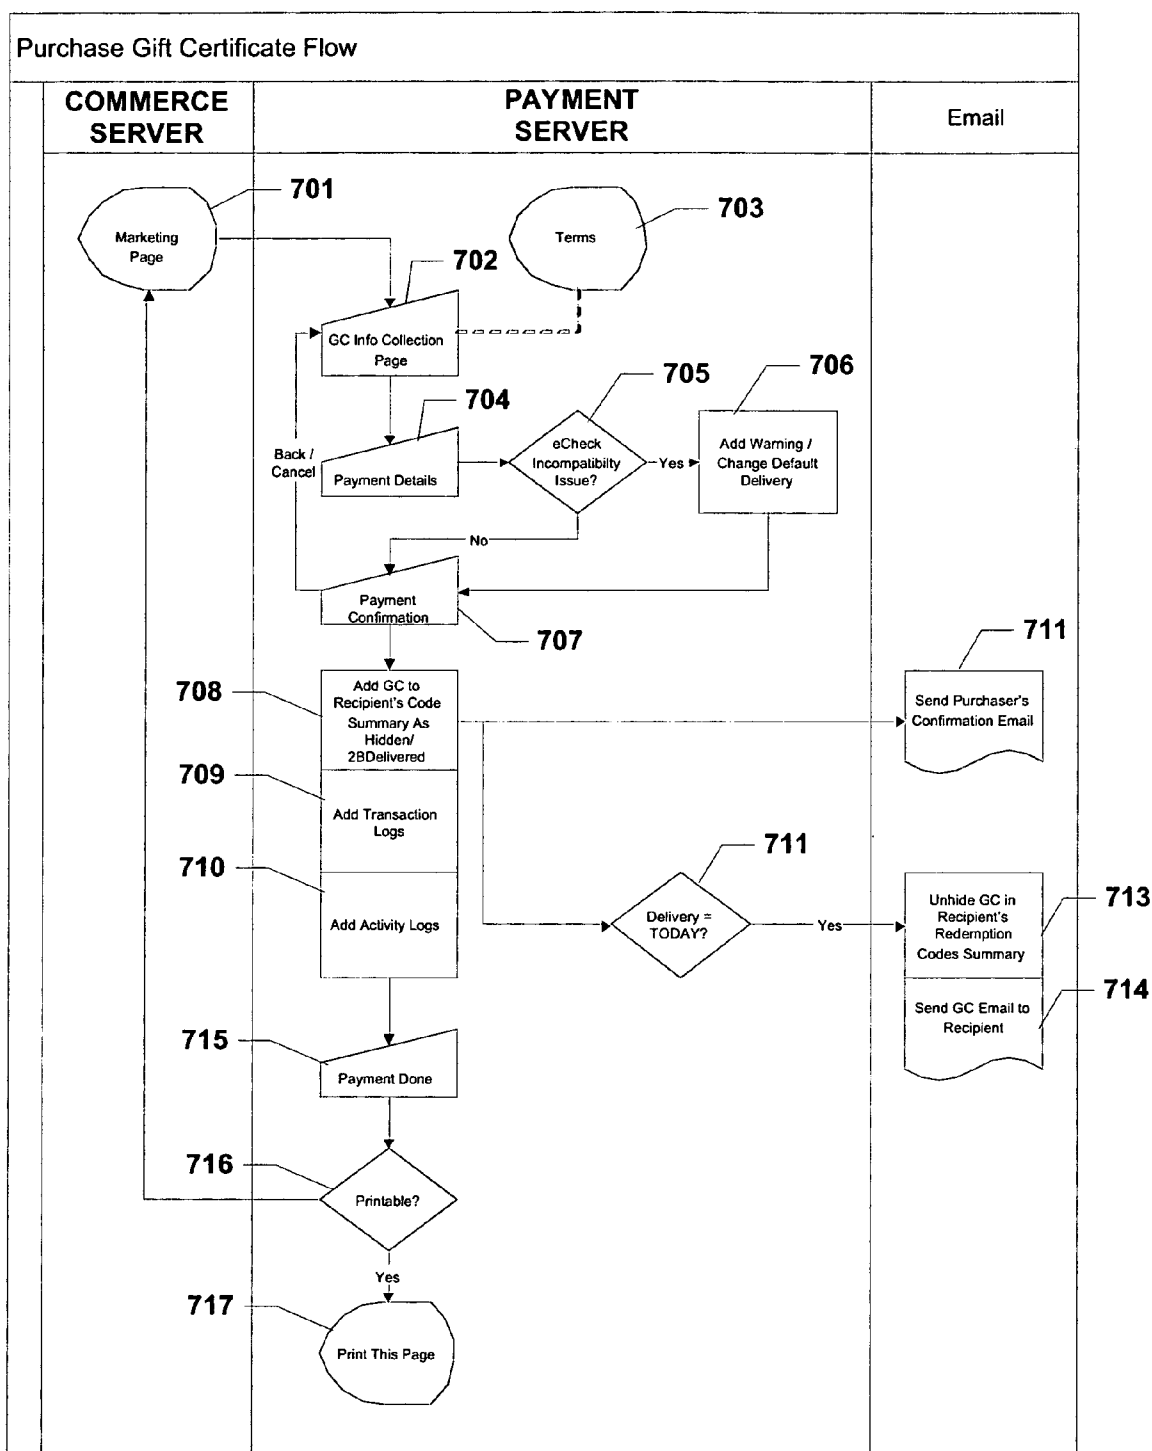 Purchase Gift Certificate Flow
COMMERCE
SERVER
PAYMENT
SERVER
Email
701
Marketing
Page
703
Terms
702
GC Info Collection
Page
704
Payment Details
Back /
Cancel
705
eCheck
Incompatibilty
Issue?
Yes
706
Add Warning /
Change Default
Delivery
No
Payment
Confirmation
707
708
Add GC to
Recipient's Code
Summary As
Hidden/
2BDelivered
711
Send Purchaser's
Confirmation Email
709
Add Transaction
Logs
710
Add Activity Logs
711
Delivery =
TODAY?
Yes
713
Unhide GC in
Recipient's
Redemption
Codes Summary
714
Send GC Email to
Recipient
715
Payment Done
716
Printable?
Yes
717
Print This Page